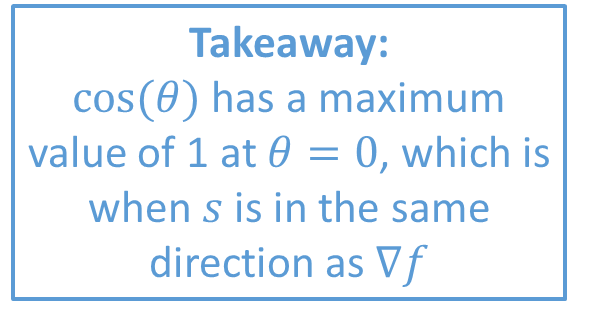 Takeaway:
cos(θ) has a maximum
value of 1 at θ = 0, which is
when s is in the same
direction as ∇f